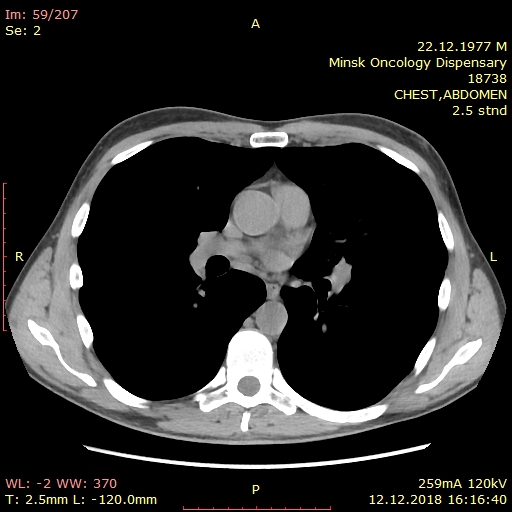 Im: 59/207
Se: 2
A
22.12.1977 M
Minsk Oncology Dispensary
18738
CHEST,ABDOMEN
2.5 stnd
R
L
WL: -2 WW: 370
T: 2.5mm L: -120.0mm
P
259mA 120kV
12.12.2018 16:16:40